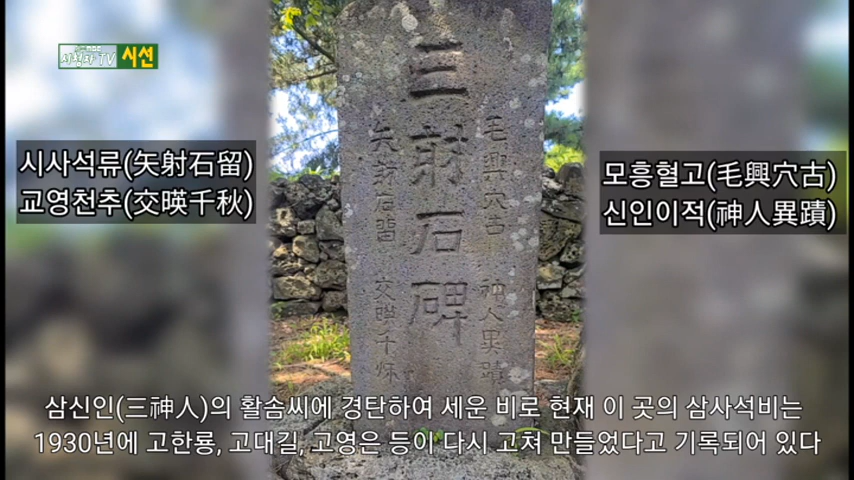 시청자 TV 시선
시사석류(矢射石留)
교영천추(交暎千秋)
모흥혈고(毛興穴古)
신인이적(神人異蹟)
毛興穴古 神人異蹟
三射石碑
矢射石留 交暎千秋
삼신인(三神人)의 활솜씨에 경탄하여 세운 비로 현재 이 곳의 삼사석비는
1930년에 고한룡, 고대길, 고영은 등이 다시 고쳐 만들었다고 기록되어 있다